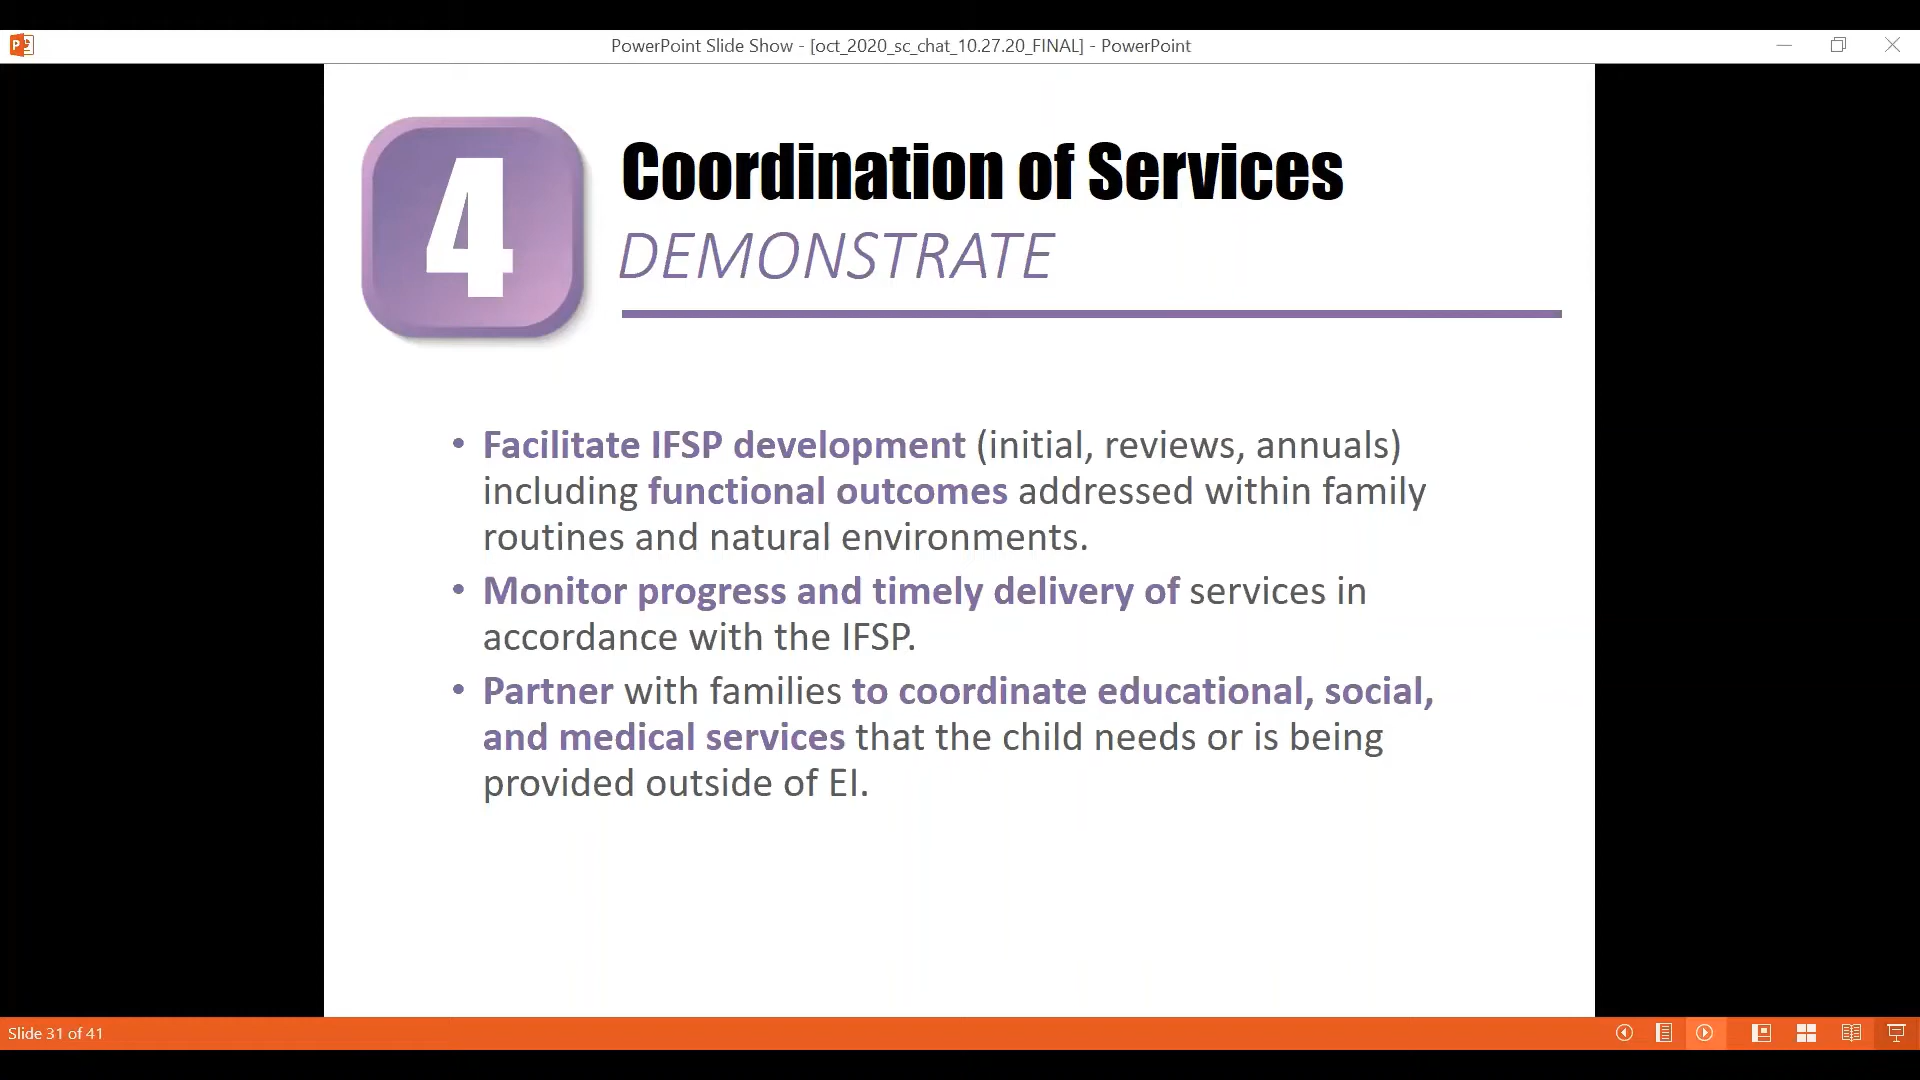 PowerPoint Slide Show - [oct_2020_sc_chat_10.27.20_FINAL] - PowerPoint
4
Coordination of Services
DEMONSTRATE
• Facilitate IFSP development (initial, reviews, annuals)
including functional outcomes addressed within family
routines and natural environments.
• Monitor progress and timely delivery of services in
accordance with the IFSP.
• Partner with families to coordinate educational, social,
and medical services that the child needs or is being
provided outside of EI.
Slide 31 of 41